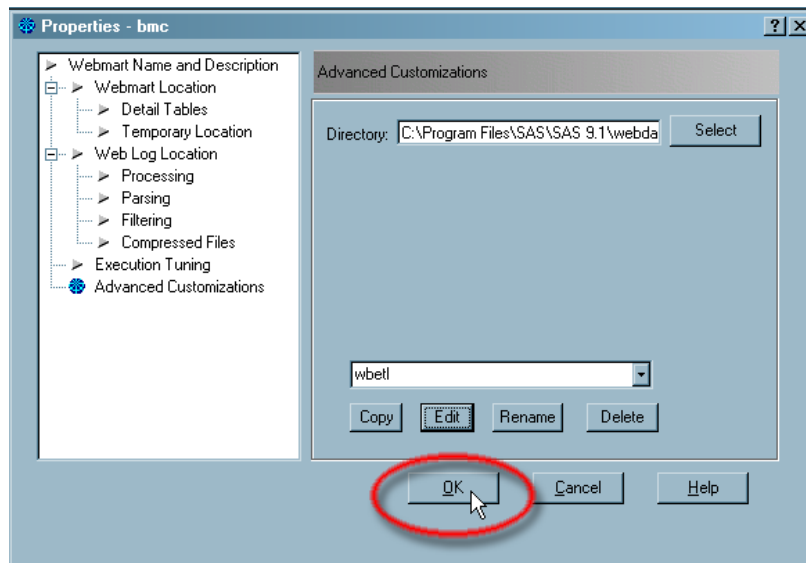 Properties - bmc
Webmart Name and Description
Webmart Location
Detail Tables
Temporary Location
Web Log Location
Processing
Parsing
Filtering
Compressed Files
Execution Tuning
Advanced Customizations
Advanced Customizations
Directory: C:\Program Files\SAS\SAS 9.1\webda Select
wbetl
Copy Edit Rename Delete
OK Cancel Help